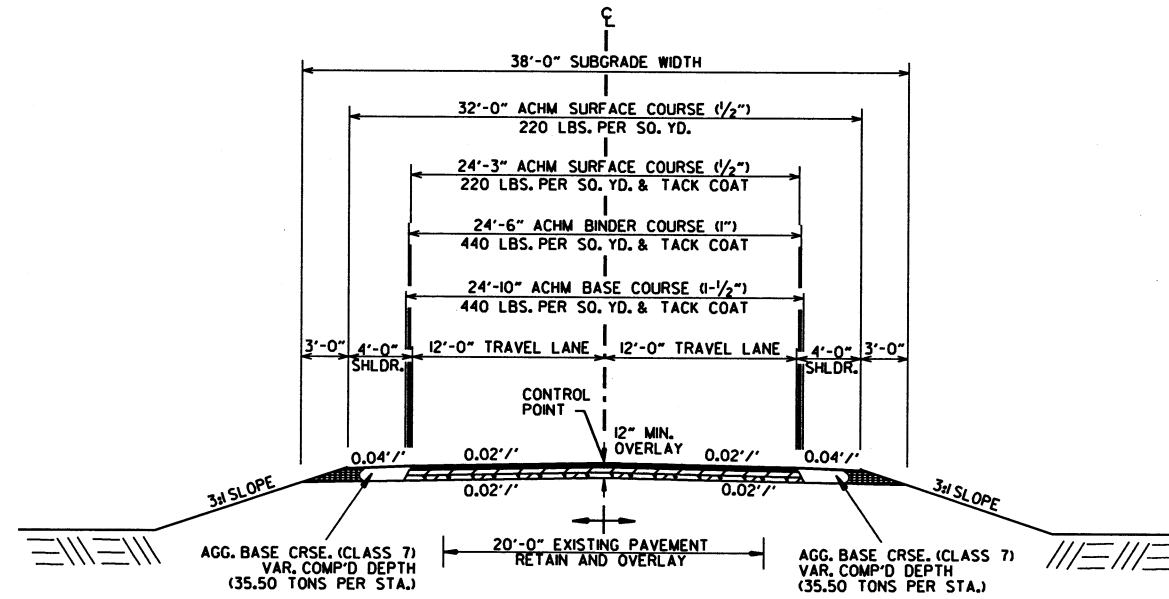 ℄
38'-0" SUBGRADE WIDTH
32'-0" ACHM SURFACE COURSE (1/2")
220 LBS. PER SQ. YD.
24'-3" ACHM SURFACE COURSE (1/2")
220 LBS. PER SQ. YD. & TACK COAT
24'-6" ACHM BINDER COURSE (1")
440 LBS. PER SQ. YD. & TACK COAT
24'-10" ACHM BASE COURSE (1-1/2")
440 LBS. PER SQ. YD. & TACK COAT
3'-0" 4'-0" 12'-0" TRAVEL LANE 12'-0" TRAVEL LANE 4'-0" 3'-0"
SHLDR. SHLDR.
CONTROL
POINT
12" MIN.
OVERLAY
0.04'/' 0.02'/' 0.02'/' 0.04'/'
3:1 SLOPE 0.02'/' 0.02'/' 3:1 SLOPE
20'-0" EXISTING PAVEMENT
RETAIN AND OVERLAY
AGG. BASE CRSE. (CLASS 7)
VAR. COMP'D DEPTH
(35.50 TONS PER STA.)
AGG. BASE CRSE. (CLASS 7)
VAR. COMP'D DEPTH
(35.50 TONS PER STA.)